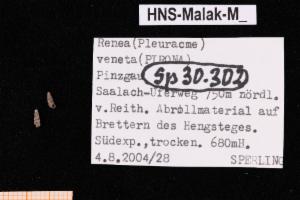 HNS-Malak-M_
Renea(Pleuracme)
veneta(PIRONA)
Pinzgau
Sp 30.302
Saalach-Uferweg 750m nördl.
v.Reith. Abrollmaterial auf
Brettern des Hengsteges.
Südexp.,trocken. 680mH.
4.8.2004/28 SPERLING